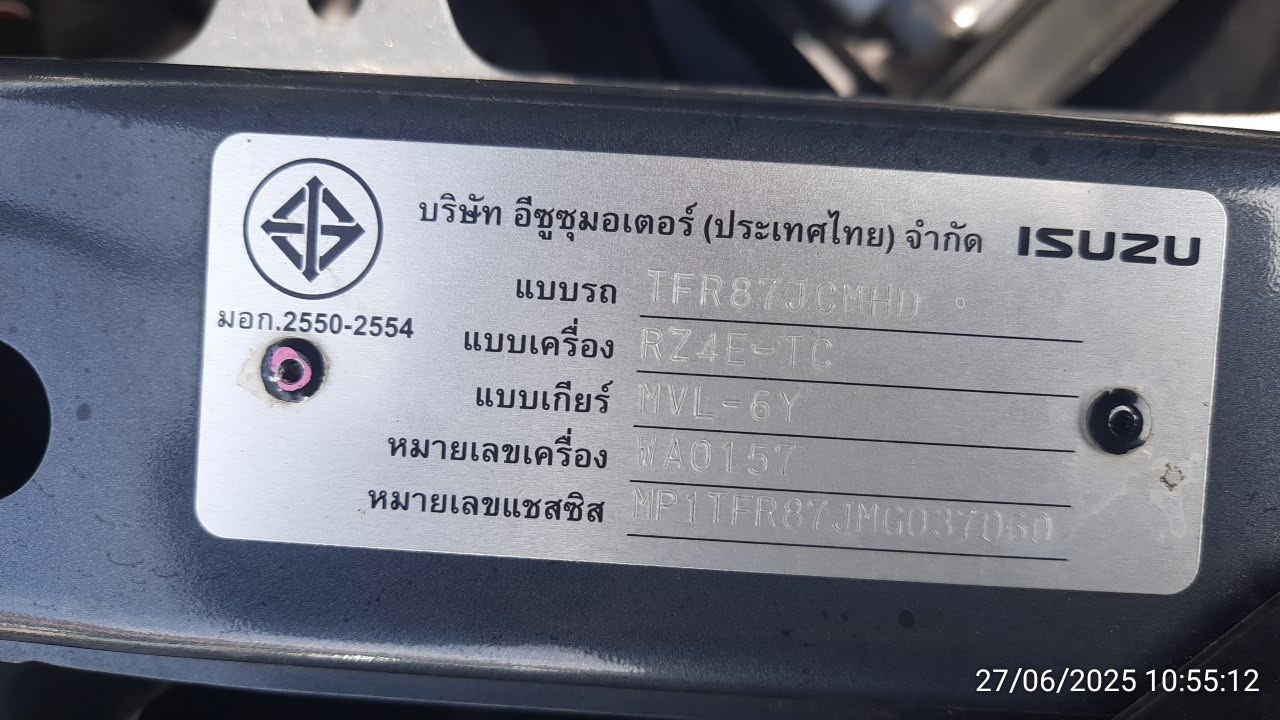 บริษัท อีซูซุมอเตอร์ (ประเทศไทย) จำกัด ISUZU
มอก.2550-2554
แบบรถ TFR87JCMHD
แบบเครื่อง RZ4E-TC
แบบเกียร์ MVL-6Y
หมายเลขเครื่อง WA0157
หมายเลขแชสซิส MP1TFR87JMG037060
27/06/2025 10:55:12